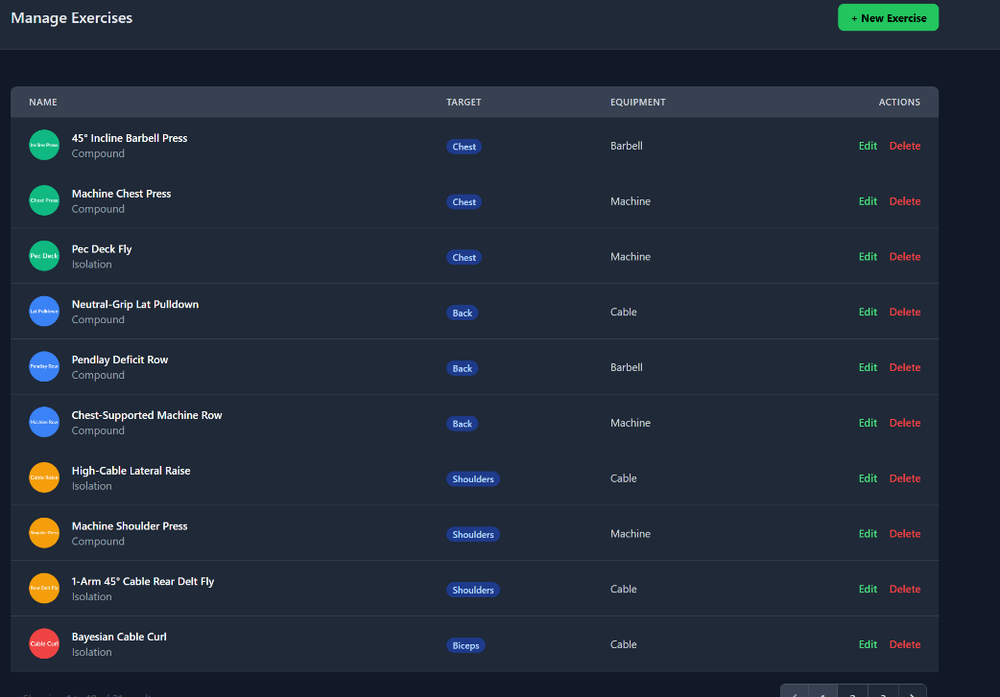 Manage Exercises
+ New Exercise
NAME TARGET EQUIPMENT ACTIONS
Incline Press
45° Incline Barbell Press
Compound
Chest
Barbell
Edit Delete
Chest Press
Machine Chest Press
Compound
Chest
Machine
Edit Delete
Pec Deck
Pec Deck Fly
Isolation
Chest
Machine
Edit Delete
Lat Pulldown
Neutral-Grip Lat Pulldown
Compound
Back
Cable
Edit Delete
Pendlay Row
Pendlay Deficit Row
Compound
Back
Barbell
Edit Delete
Machine Row
Chest-Supported Machine Row
Compound
Back
Machine
Edit Delete
Cable Raise
High-Cable Lateral Raise
Isolation
Shoulders
Cable
Edit Delete
Shoulder Press
Machine Shoulder Press
Compound
Shoulders
Machine
Edit Delete
Rear Delt Fly
1-Arm 45° Cable Rear Delt Fly
Isolation
Shoulders
Cable
Edit Delete
Cable Curl
Bayesian Cable Curl
Isolation
Biceps
Cable
Edit Delete